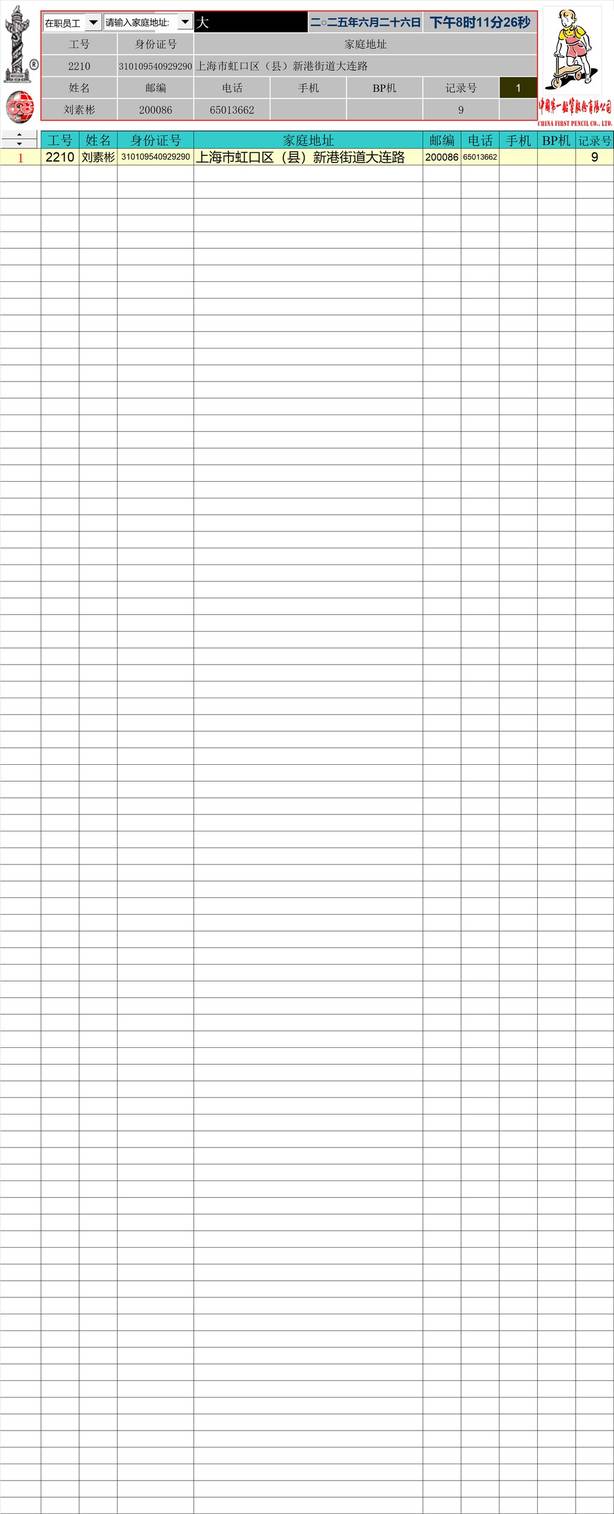 在职员工 请输入家庭地址: 大 二○二五年六月二十六日 下午8时11分26秒
工号 身份证号 家庭地址
2210 310109540929290 上海市虹口区（县）新港街道大连路
姓名 邮编 电话 手机 BP机 记录号 1
刘素彬 200086 65013662 9
®
中国第一铅笔股份有限公司
CHINA FIRST PENCIL CO., LTD.
工号 姓名 身份证号 家庭地址 邮编 电话 手机 BP机 记录号
1 2210 刘素彬 310109540929290 上海市虹口区（县）新港街道大连路 200086 65013662 9